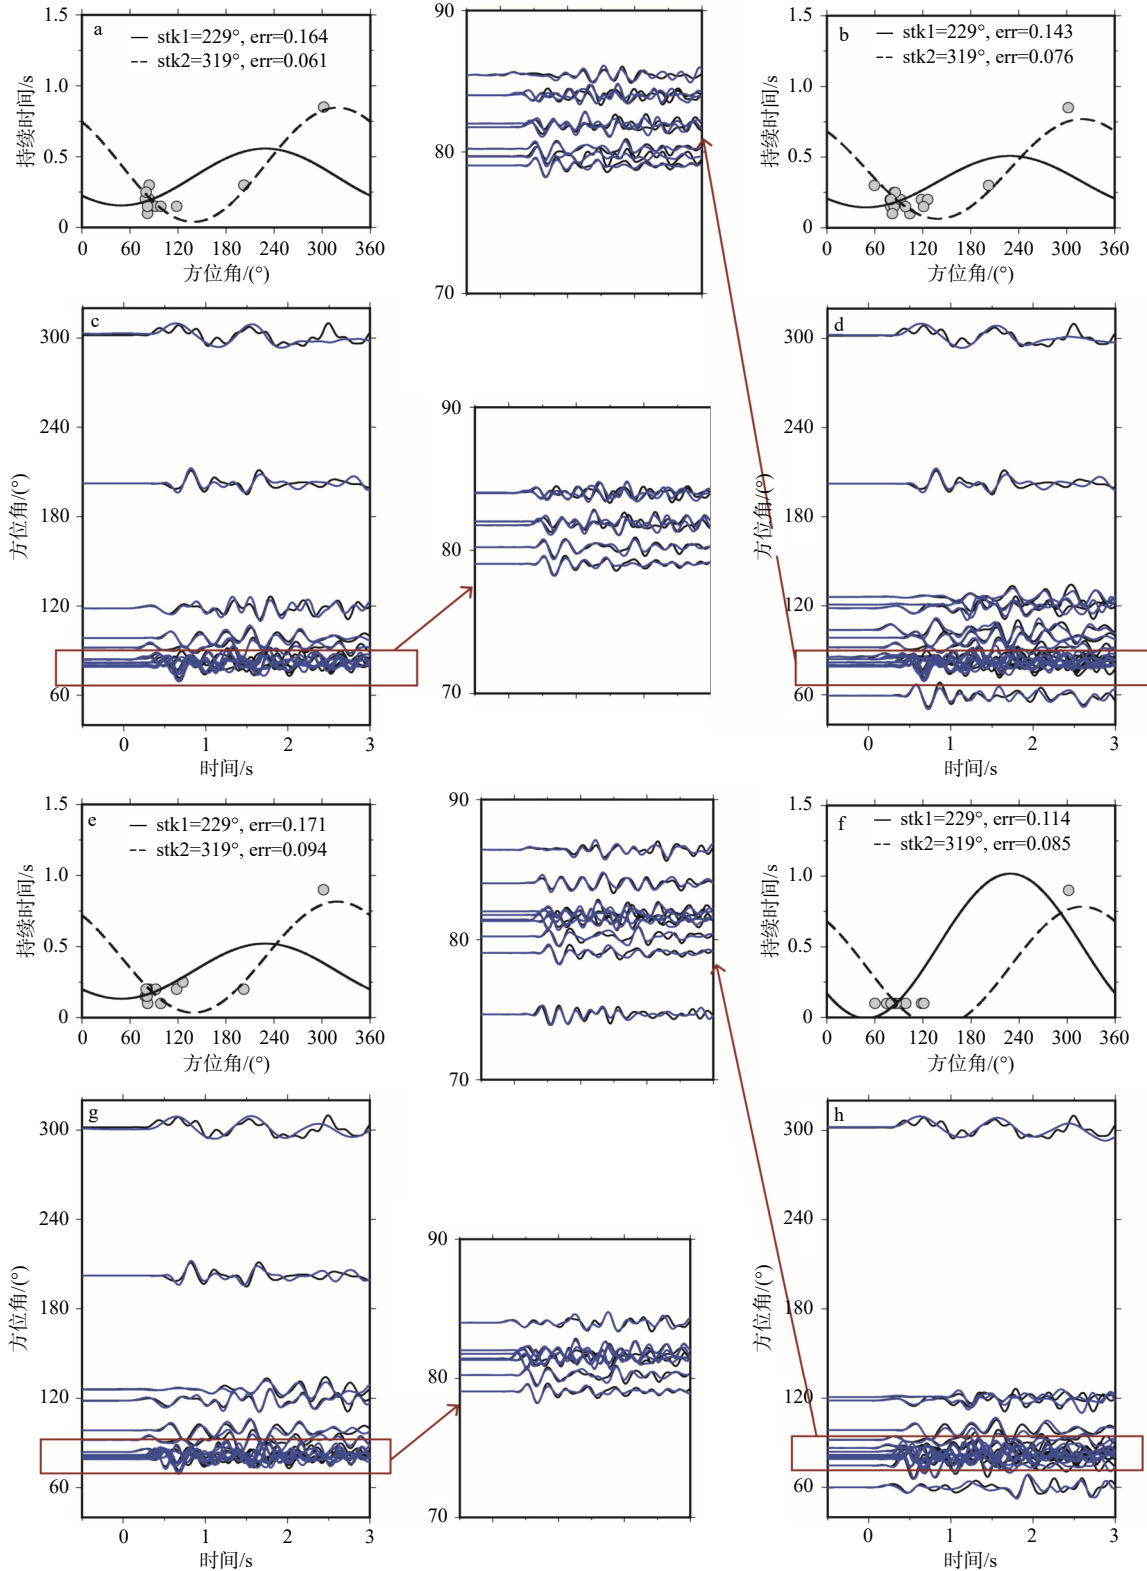 a
stk1=229°, err=0.164
stk2=319°, err=0.061
1.5
1.0
0.5
0
持续时间/s
0 60 120 180 240 300 360
方位角/(°)
90
80
70
b
stk1=229°, err=0.143
stk2=319°, err=0.076
1.5
1.0
0.5
0
持续时间/s
0 60 120 180 240 300 360
方位角/(°)
c
300
240
180
120
60
方位角/(°)
0 1 2 3
时间/s
90
80
70
d
300
240
180
120
60
方位角/(°)
0 1 2 3
时间/s
e
stk1=229°, err=0.171
stk2=319°, err=0.094
1.5
1.0
0.5
0
持续时间/s
0 60 120 180 240 300 360
方位角/(°)
90
80
70
f
stk1=229°, err=0.114
stk2=319°, err=0.085
1.5
1.0
0.5
0
持续时间/s
0 60 120 180 240 300 360
方位角/(°)
g
300
240
180
120
60
方位角/(°)
0 1 2 3
时间/s
90
80
70
h
300
240
180
120
60
方位角/(°)
0 1 2 3
时间/s